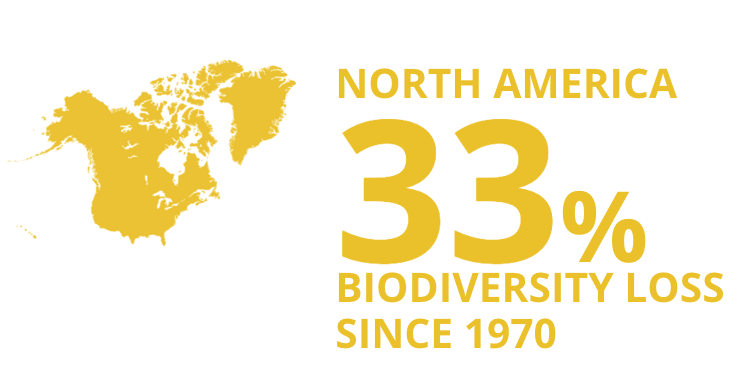 NORTH AMERICA
33%
BIODIVERSITY LOSS
SINCE 1970